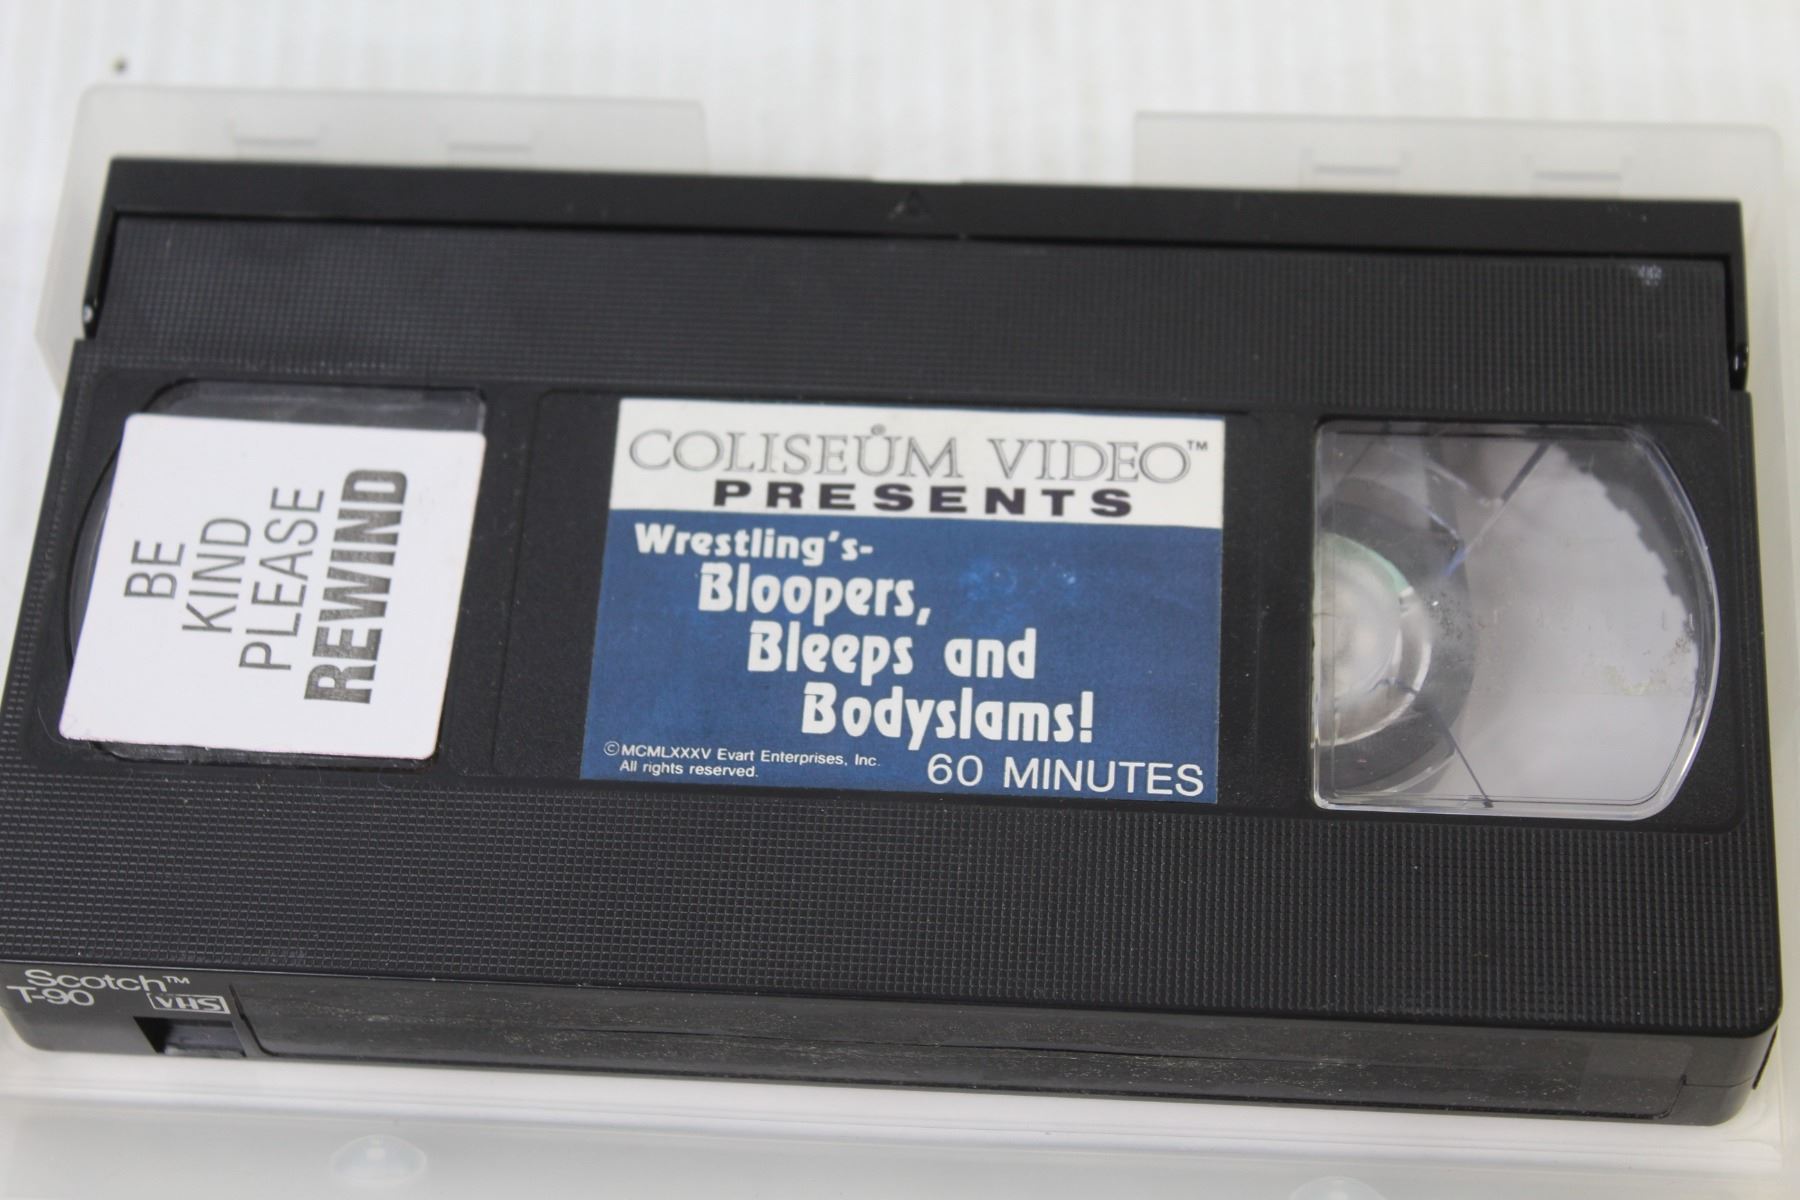 BE
KIND
PLEASE
REWIND
COLISEUM VIDEO™
PRESENTS
Wrestling's-
Bloopers,
Bleeps and
Bodyslams!
©MCMLXXXV Evart Enterprises, Inc.
All rights reserved.
60 MINUTES
Scotch™
T-90 VHS